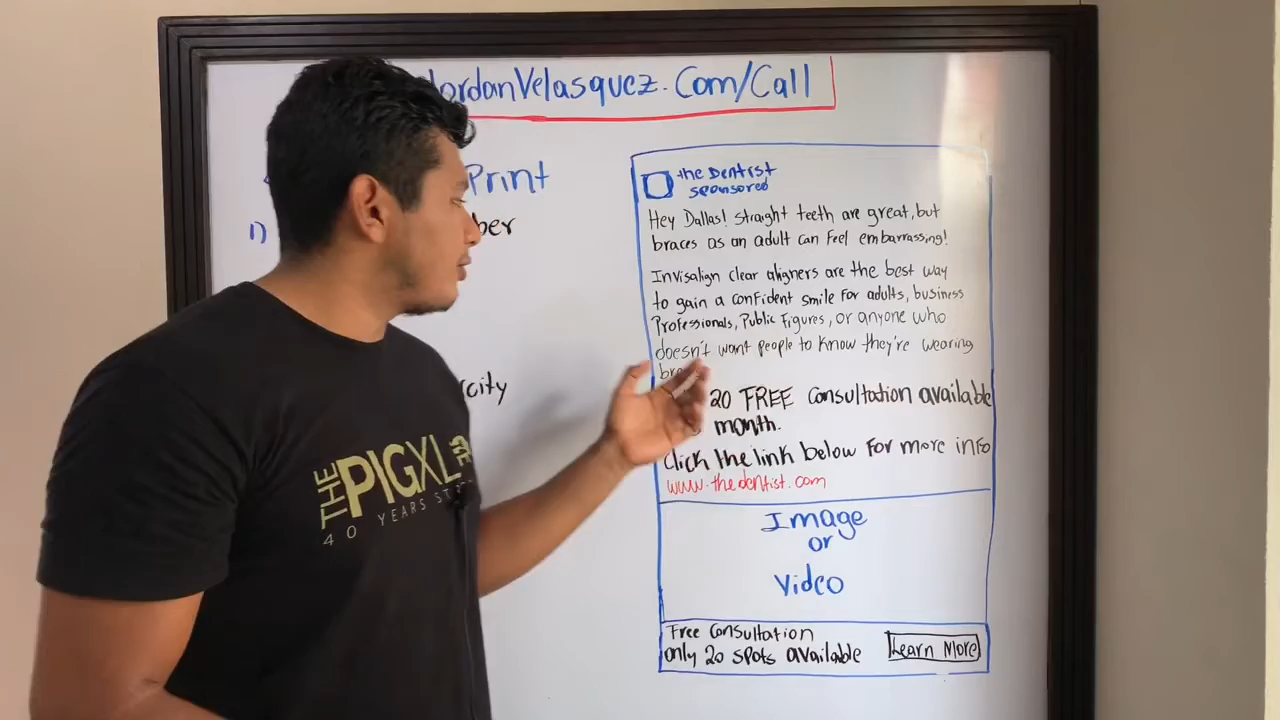 JordanVelasquez.Com/Call
Print
1)
ber
city
the Dentist
sponsored
Hey Dallas! straight teeth are great, but
braces as an adult can feel embarrassing!
Invisalign clear aligners are the best way
to gain a confident smile for adults, business
Professionals, Public Figures, or anyone who
doesn't want people to know they're wearing
20 FREE consultation available
month.
Click the link below for more info
www.thedentist.com
Image
or
Video
Free Consultation
only 20 spots available
Learn More
THE PIGXL
40 YEARS